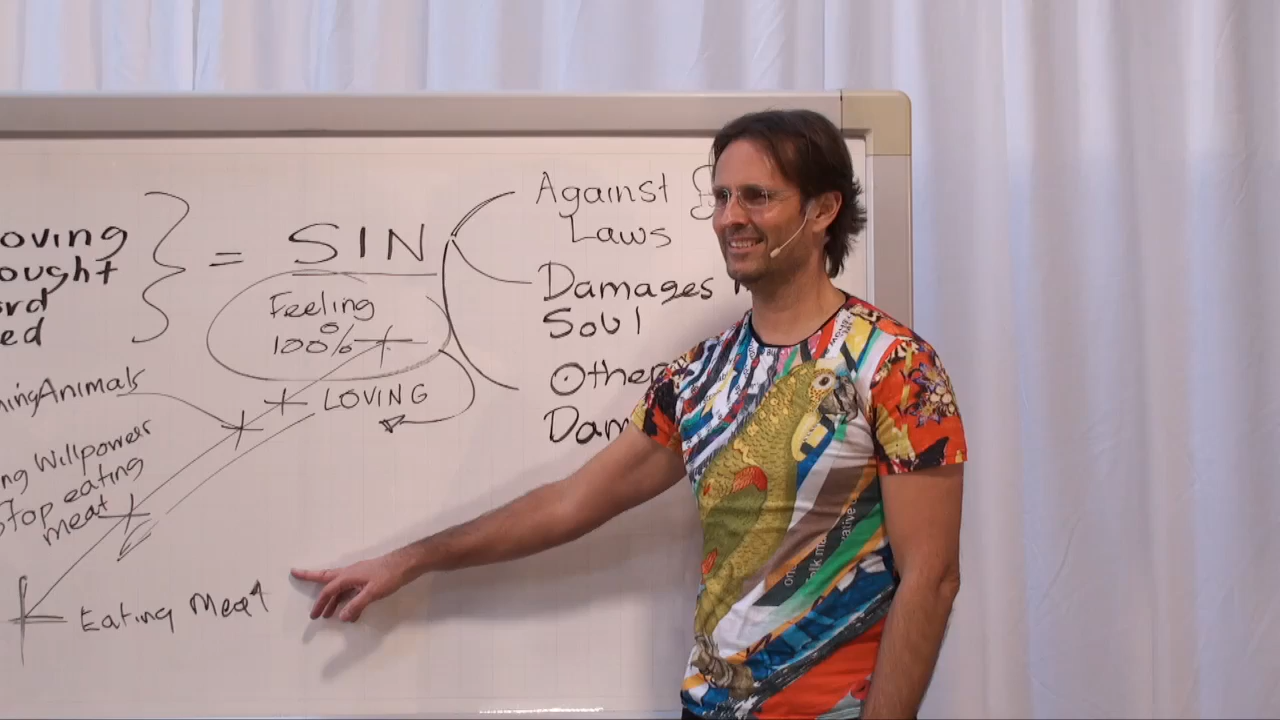 oving
ought
ord
ed
= SIN
Feeling
100%
LOVING
Against
Laws
Damages
Soul
Other
Dam
ningAnimals
ng Willpower
Stop eating
meat
Eating Meat